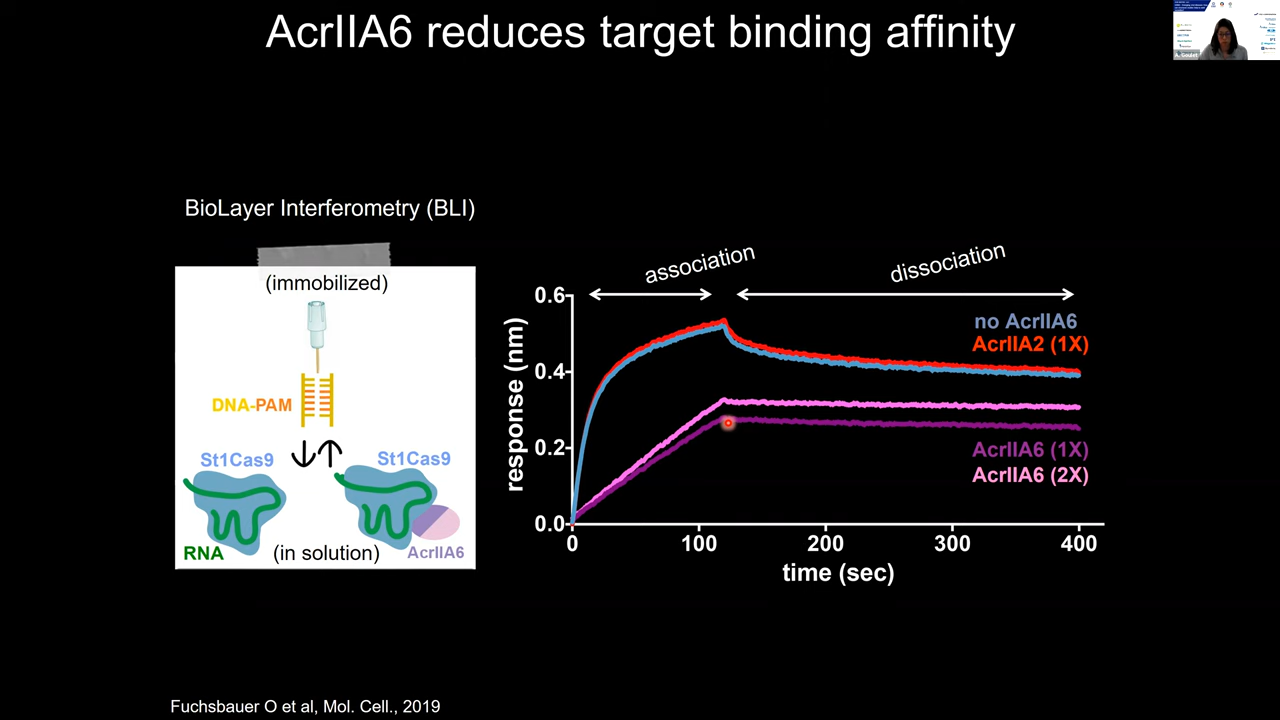 AcrIIA6 reduces target binding affinity
BioLayer Interferometry (BLI)
(immobilized)
DNA-PAM
St1Cas9
St1Cas9
RNA
(in solution)
AcrIIA6
association
dissociation
response (nm)
0.6
0.4
0.2
0.0
0
100
200
300
400
time (sec)
no AcrIIA6
AcrIIA2 (1X)
AcrIIA6 (1X)
AcrIIA6 (2X)
Fuchsbauer O et al, Mol. Cell., 2019